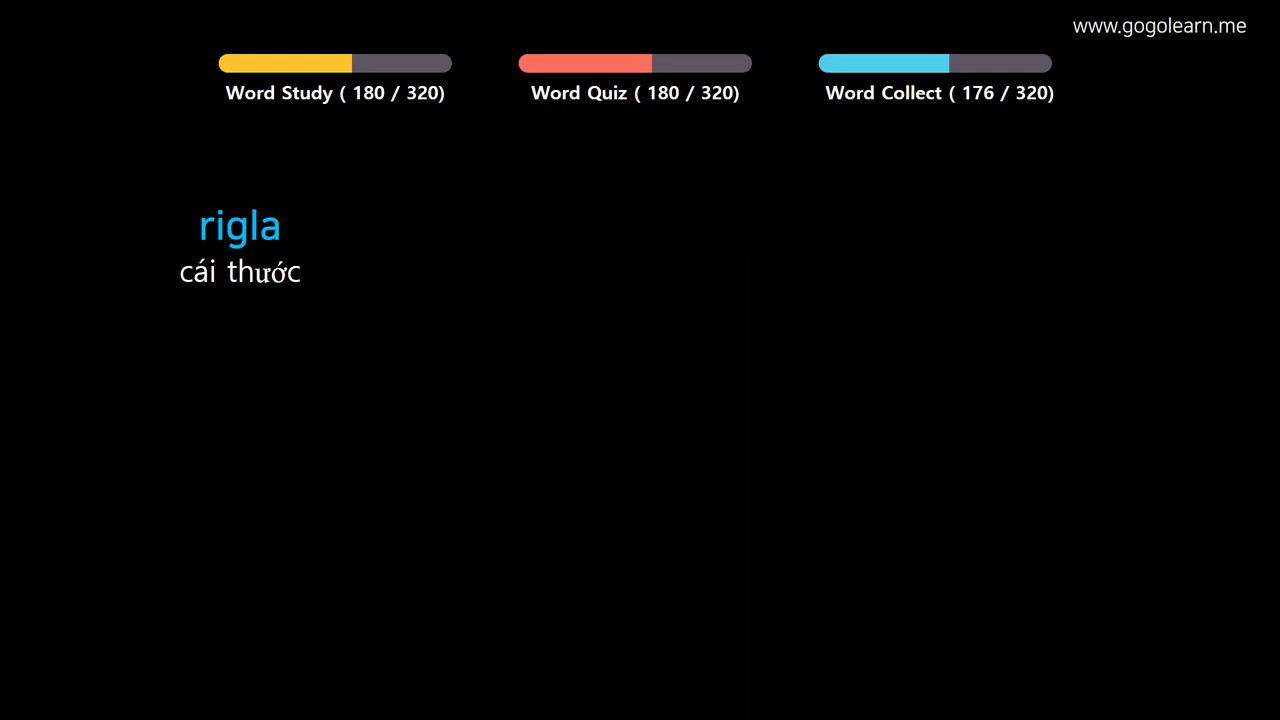 www.gogolearn.me
Word Study ( 180 / 320)
Word Quiz ( 180 / 320)
Word Collect ( 176 / 320)
rigla
cái thước